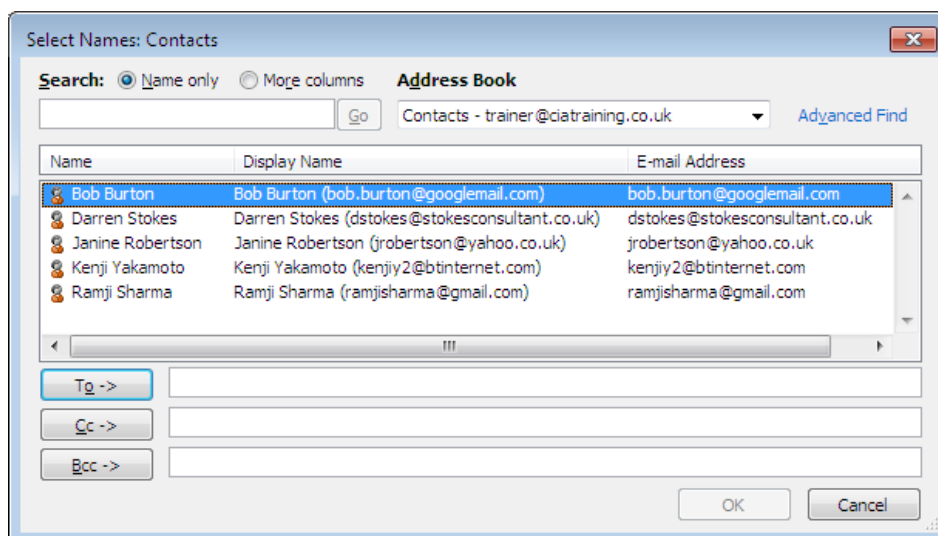 Select Names: Contacts
Search: Name only More columns Address Book
Go Contacts - trainer@ciatraining.co.uk Advanced Find
Name Display Name E-mail Address
Bob Burton Bob Burton (bob.burton@googlemail.com) bob.burton@googlemail.com
Darren Stokes Darren Stokes (dstokes@stokesconsultant.co.uk) dstokes@stokesconsultant.co.uk
Janine Robertson Janine Robertson (jrobertson@yahoo.co.uk) jrobertson@yahoo.co.uk
Kenji Yakamoto Kenji Yakamoto (kenjiy2@btinternet.com) kenjiy2@btinternet.com
Ramji Sharma Ramji Sharma (ramjisharma@gmail.com) ramjisharma@gmail.com
To ->
Cc ->
Bcc ->
OK Cancel